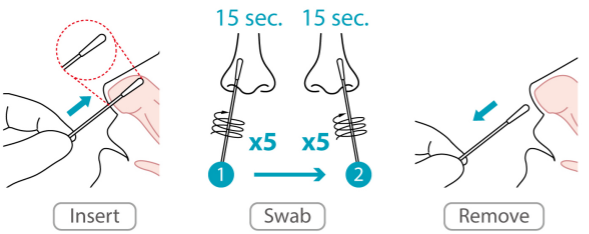 15 sec. 15 sec.
x5 x5
1 2
Insert
Swab
Remove